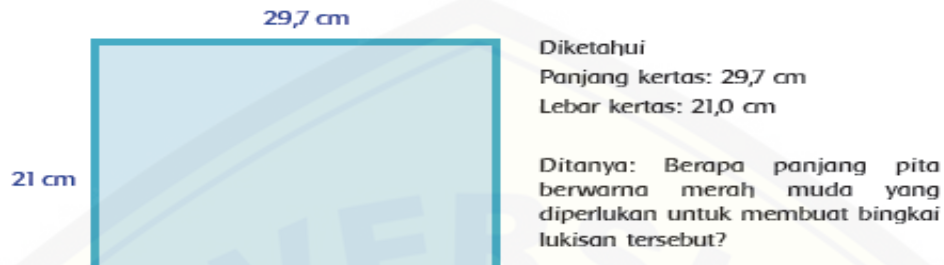 29,7 cm
21 cm
Diketahui
Panjang kertas: 29,7 cm
Lebar kertas: 21,0 cm
Ditanya: Berapa panjang pita
berwarna merah muda yang
diperlukan untuk membuat bingkai
lukisan tersebut?